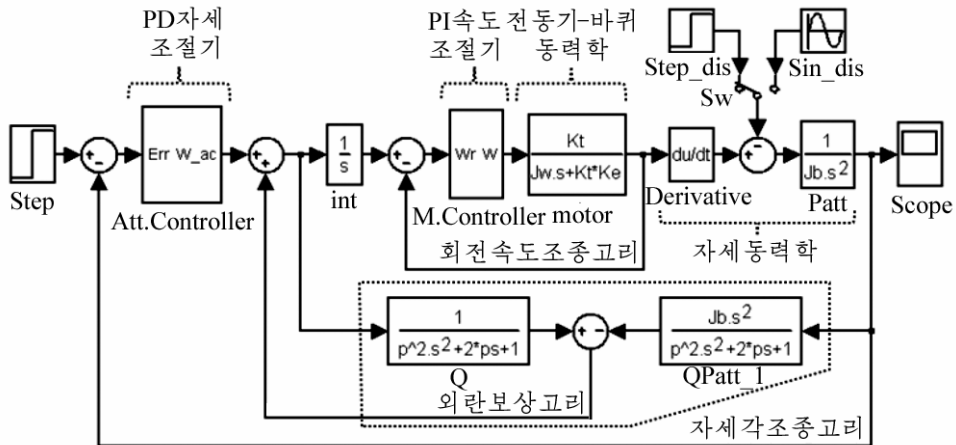 PD자세
조절기
PI속도
조절기
전동기-바퀴
동력학
Step_dis
Sin_dis
Sw
Step
Err W_ac
Att.Controller
1
s
int
Wr W
M.Controller
Kt
Jw.s+Kt*Ke
motor
du/dt
Derivative
1
Jb.s^2
Patt
Scope
회전속도조종고리
자세동력학
1
p^2.s^2+2*ps+1
Q
Jb.s^2
p^2.s^2+2*ps+1
QPatt_1
외란보상고리
자세각조종고리